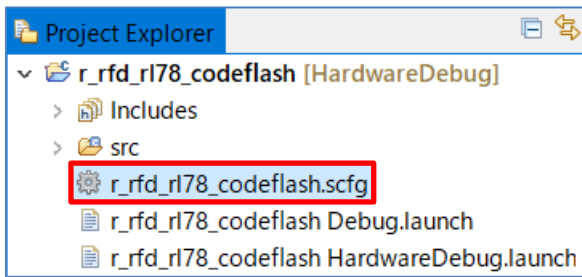 Project Explorer
r_rfd_rl78_codeflash [HardwareDebug]
Includes
src
r_rfd_rl78_codeflash.scfg
r_rfd_rl78_codeflash Debug.launch
r_rfd_rl78_codeflash HardwareDebug.launch